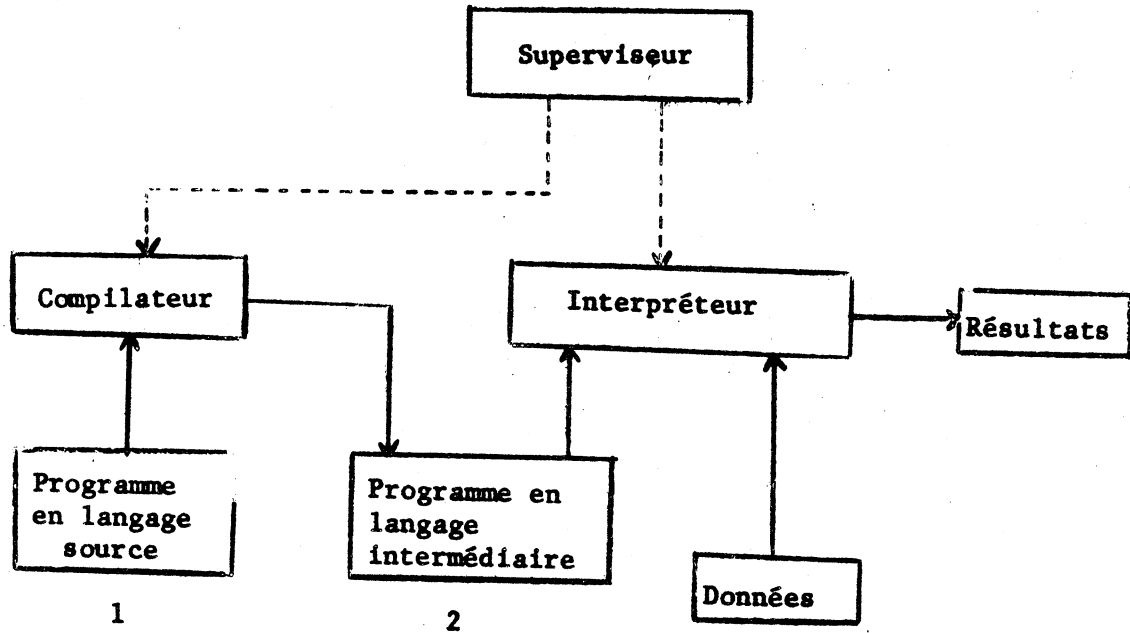 Superviseur
Compilateur
Interpréteur
Résultats
Programme
en langage
source
Programme en
langage
intermédiaire
Données
1
2